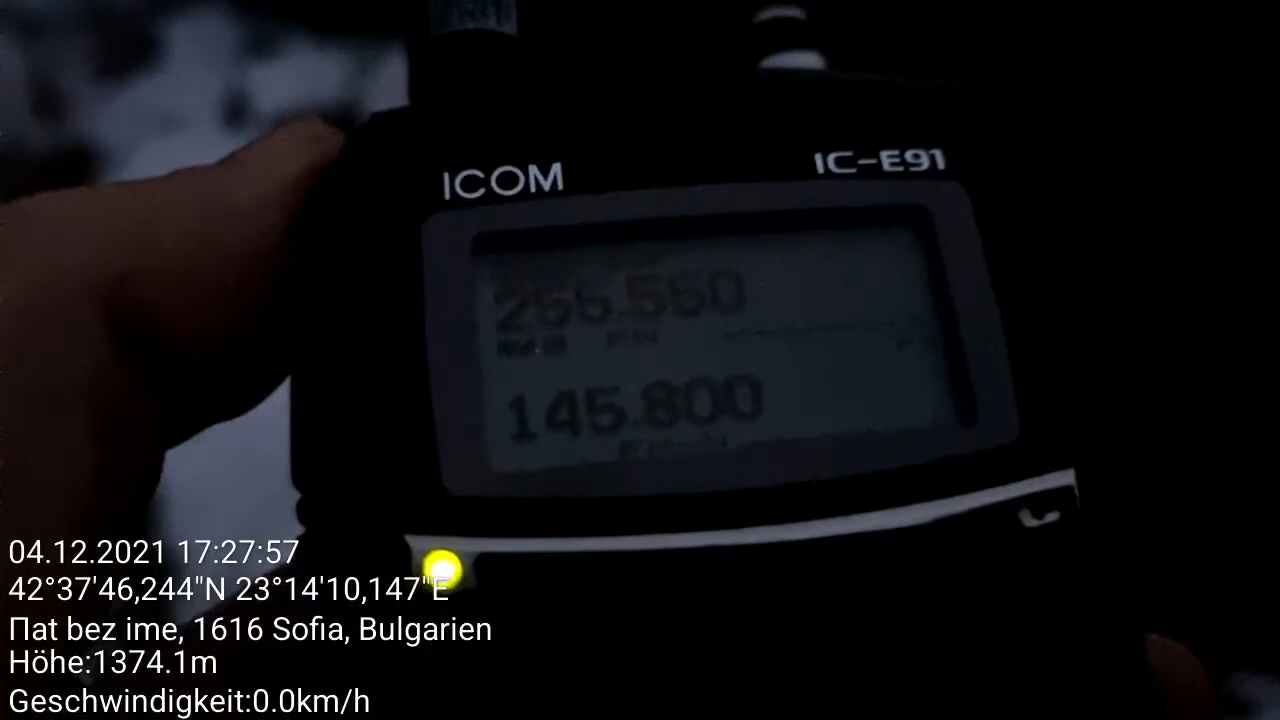 ICOM
IC-E91
255.550
145.800
04.12.2021 17:27:57
42°37'46,244"N 23°14'10,147"E
Пat bez ime, 1616 Sofia, Bulgarien
Höhe:1374.1m
Geschwindigkeit:0.0km/h